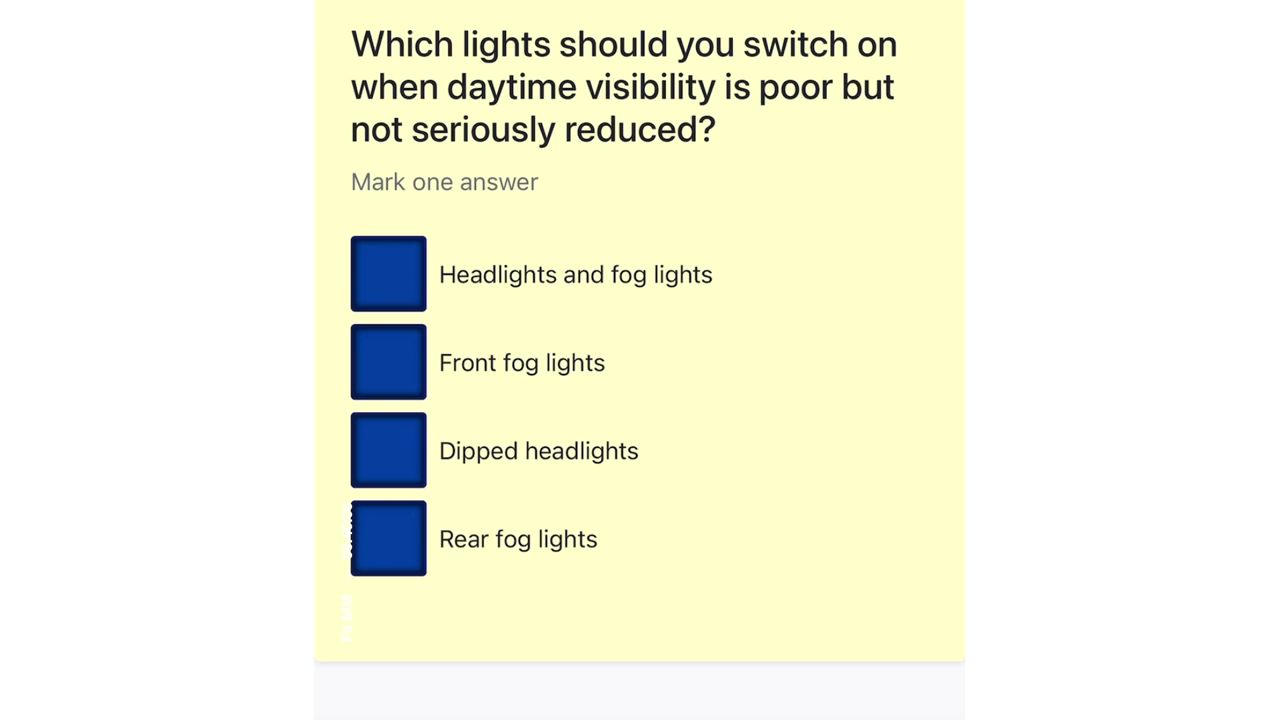 Which lights should you switch on
when daytime visibility is poor but
not seriously reduced?
Mark one answer
Headlights and fog lights
Front fog lights
Dipped headlights
Rear fog lights